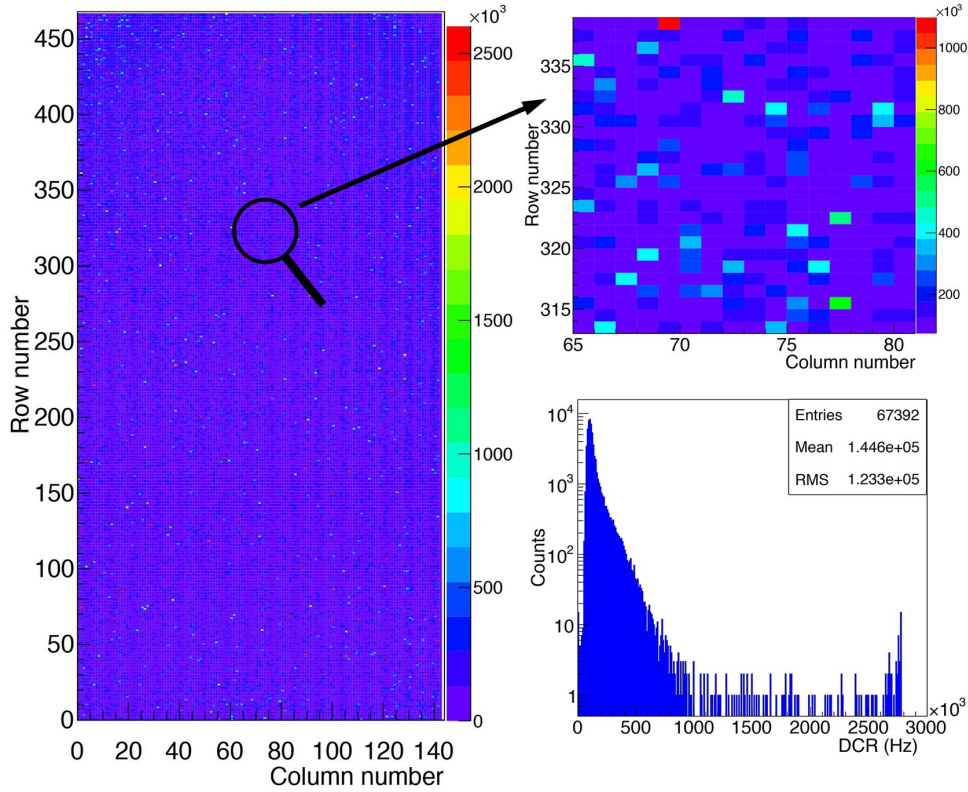 450
400
350
300
250
200
150
100
50
0
0 20 40 60 80 100 120 140
Row number
Column number
×10³
2500
2000
1500
1000
500
0
335
330
325
320
315
65 70 75 80
Row number
Column number
×10³
1000
800
600
400
200
10⁴
10³
10²
10
1
Counts
Entries 67392
Mean 1.446e+05
RMS 1.233e+05
0 500 1000 1500 2000 2500 3000
×10³
DCR (Hz)